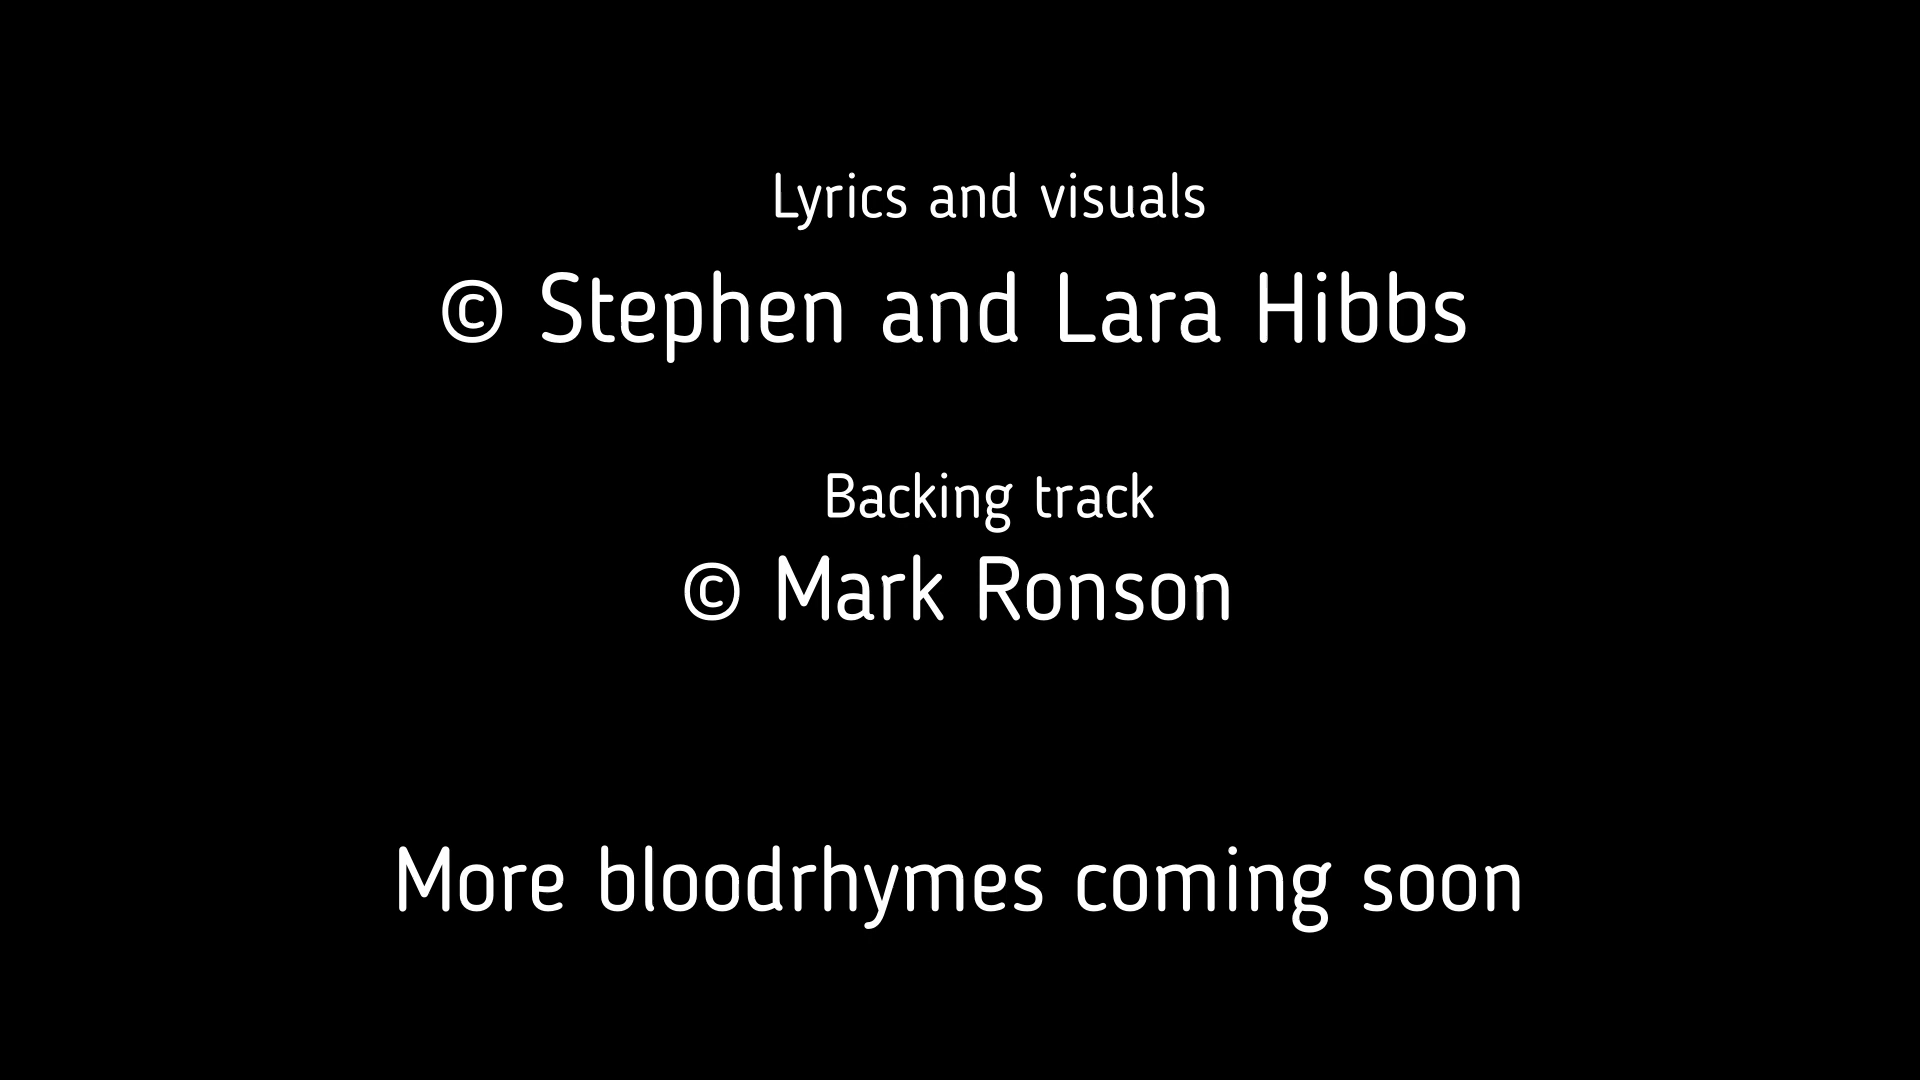 Lyrics and visuals
© Stephen and Lara Hibbs
Backing track
© Mark Ronson
More bloodrhymes coming soon